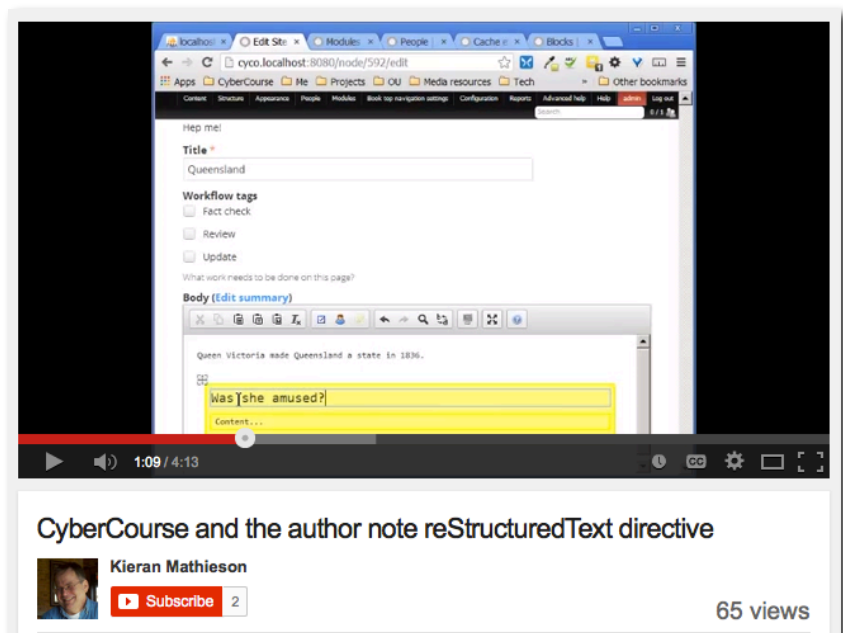 localhost × Edit Site × Modules × People × Cache e × Blocks ×
cyco.localhost:8080/node/592/edit
Apps CyberCourse Me Projects OU Media resources Tech » Other bookmarks
Content Structure Appearance People Modules Book top navigation settings Configuration Reports Advanced help Help admin Log out
Search 0 / 1
Hep me!
Title *
Queensland
Workflow tags
Fact check
Review
Update
What work needs to be done on this page?
Body (Edit summary)
Queen Victoria made Queensland a state in 1836.
Was she amused?
Content...
1:09 / 4:13 CC
CyberCourse and the author note reStructuredText directive
Kieran Mathieson
Subscribe 2
65 views